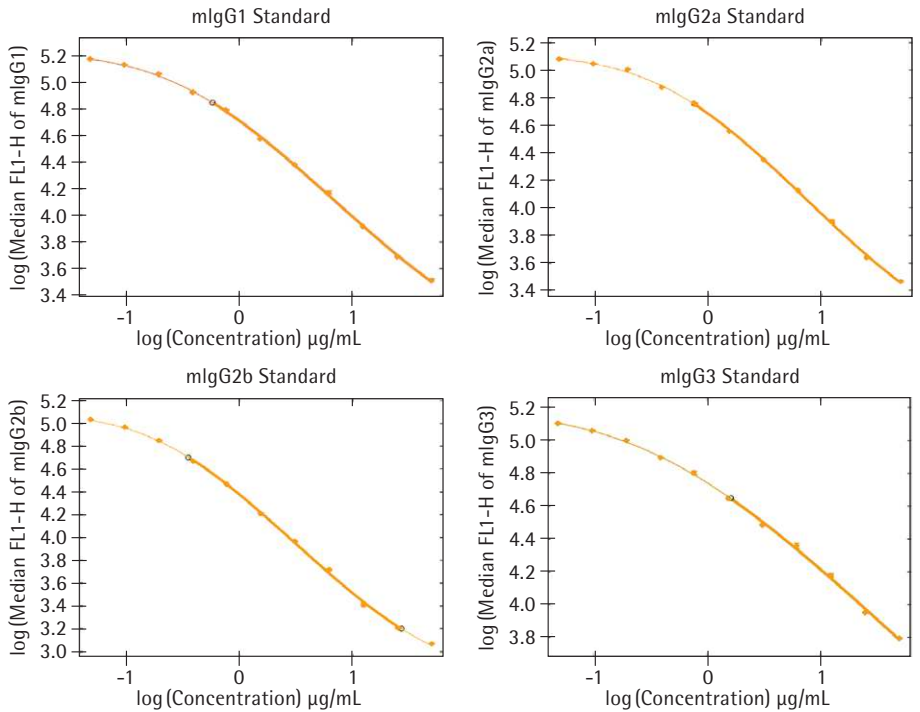 mIgG1 Standard
log (Median FL1-H of mIgG1)
5.2
5.0
4.8
4.6
4.4
4.2
4.0
3.8
3.6
3.4
-1 0 1
log (Concentration) µg/mL
mIgG2a Standard
log (Median FL1-H of mIgG2a)
5.2
5.0
4.8
4.6
4.4
4.2
4.0
3.8
3.6
3.4
-1 0 1
log (Concentration) µg/mL
mIgG2b Standard
log (Median FL1-H of mIgG2b)
5.2
5.0
4.8
4.6
4.4
4.2
4.0
3.8
3.6
3.4
3.2
3.0
-1 0 1
log (Concentration) µg/mL
mIgG3 Standard
log (Median FL1-H of mIgG3)
5.2
5.0
4.8
4.6
4.4
4.2
4.0
3.8
-1 0 1
log (Concentration) µg/mL